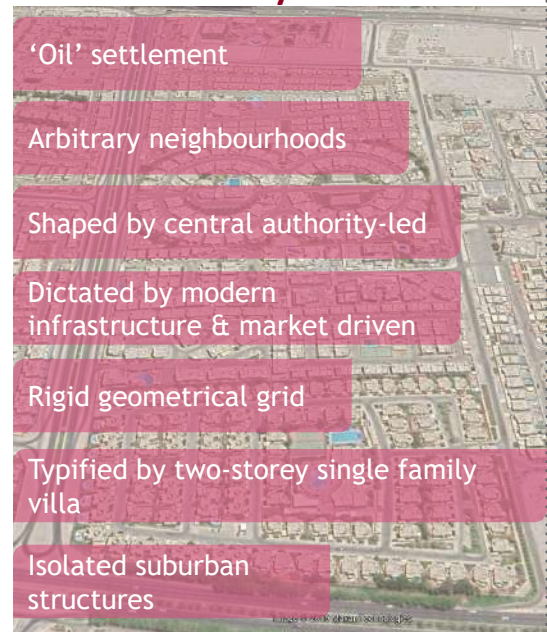 ‘Oil’ settlement
Arbitrary neighbourhoods
Shaped by central authority-led
Dictated by modern
infrastructure & market driven
Rigid geometrical grid
Typified by two-storey single family
villa
Isolated suburban
structures